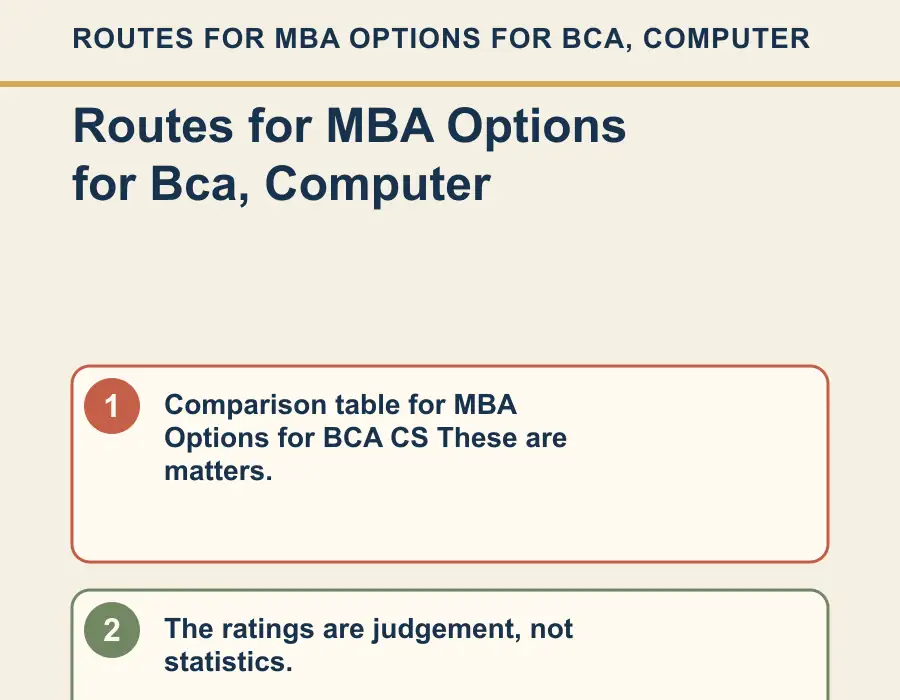 ROUTES FOR MBA OPTIONS FOR BCA, COMPUTER
Routes for MBA Options
for Bca, Computer
1
Comparison table for MBA
Options for BCA CS These are
matters.
2
The ratings are judgement, not
statistics.